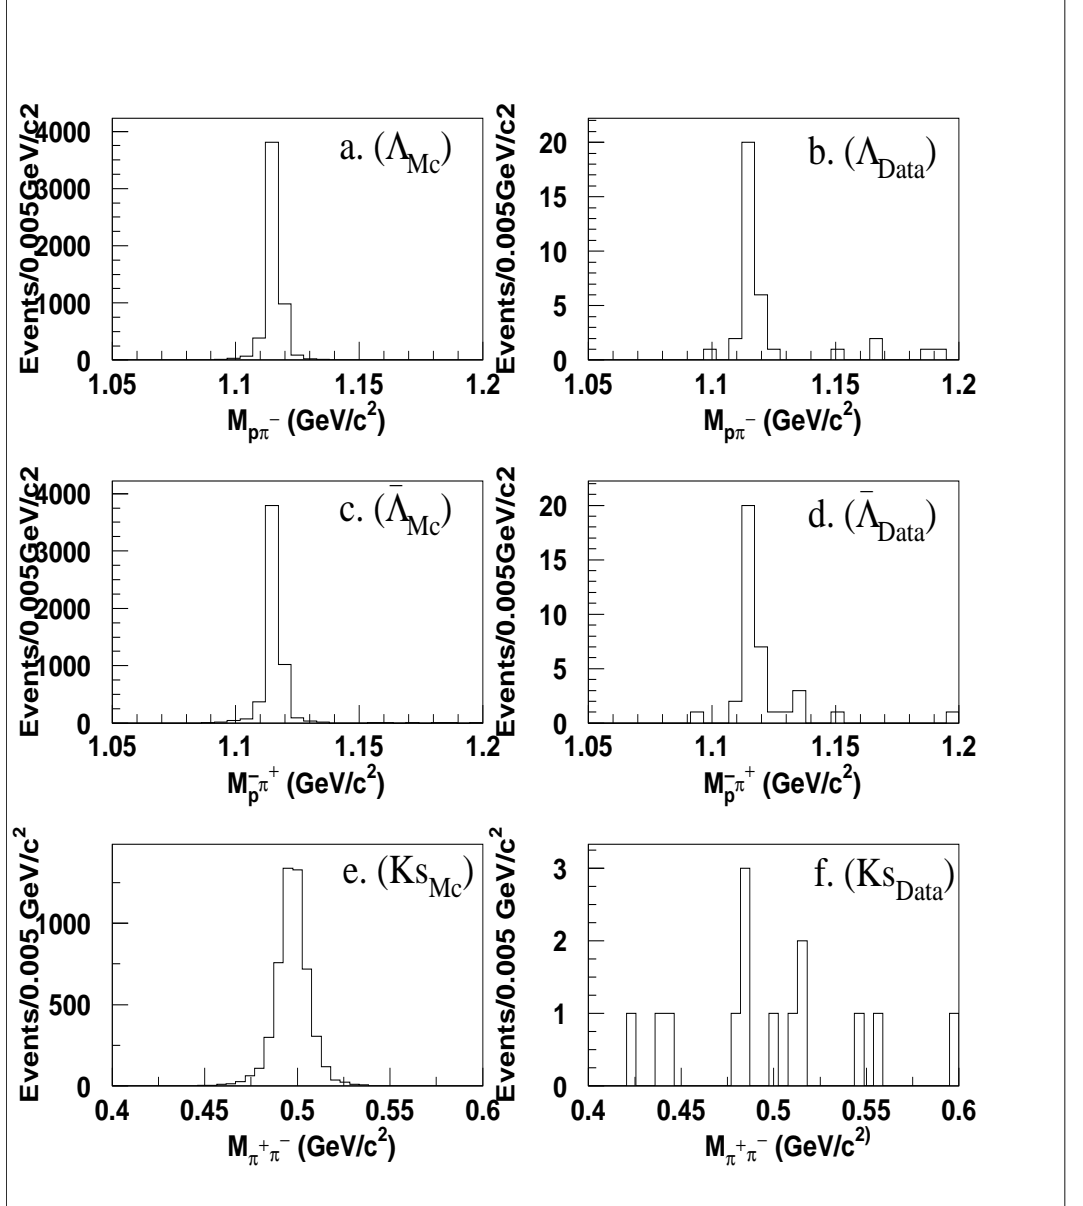 Events/0.005GeV/c2
4000
3000
2000
1000
0
a. (Λ_Mc)
1.05 1.1 1.15 1.2
M_pπ⁻ (GeV/c²)
Events/0.005GeV/c2
20
15
10
5
0
b. (Λ_Data)
1.05 1.1 1.15 1.2
M_pπ⁻ (GeV/c²)
Events/0.005GeV/c2
4000
3000
2000
1000
0
c. (Λ̄_Mc)
1.05 1.1 1.15 1.2
M_p̄π⁺ (GeV/c²)
Events/0.005GeV/c2
20
15
10
5
0
d. (Λ̄_Data)
1.05 1.1 1.15 1.2
M_p̄π⁺ (GeV/c²)
Events/0.005 GeV/c²
1000
500
0
e. (Ks_Mc)
0.4 0.45 0.5 0.55 0.6
M_π⁺π⁻ (GeV/c²)
Events/0.005 GeV/c²
3
2
1
0
f. (Ks_Data)
0.4 0.45 0.5 0.55 0.6
M_π⁺π⁻ (GeV/c²⁾